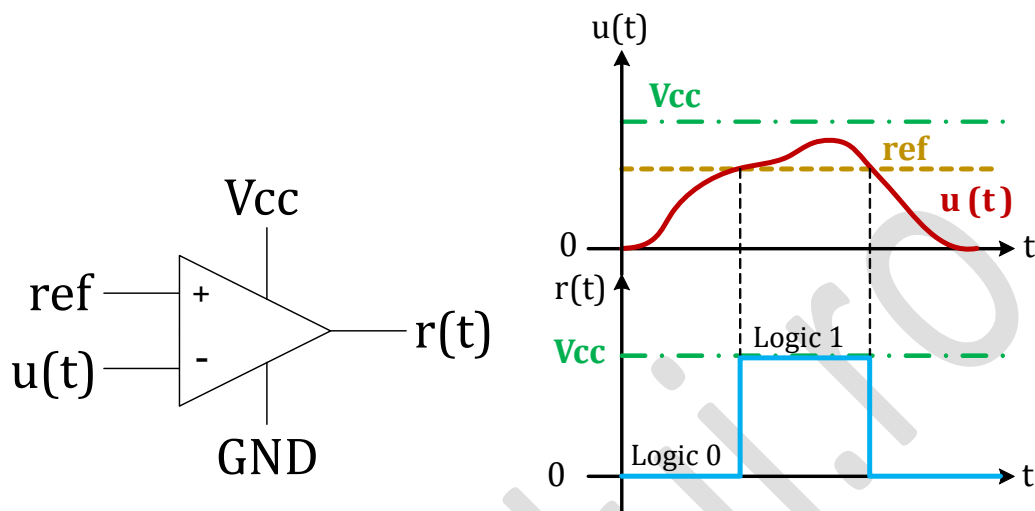 Vcc
ref
+
-
u(t)
r(t)
GND
u(t)
Vcc
ref
u(t)
0
t
r(t)
Vcc
Logic 1
Logic 0
0
t